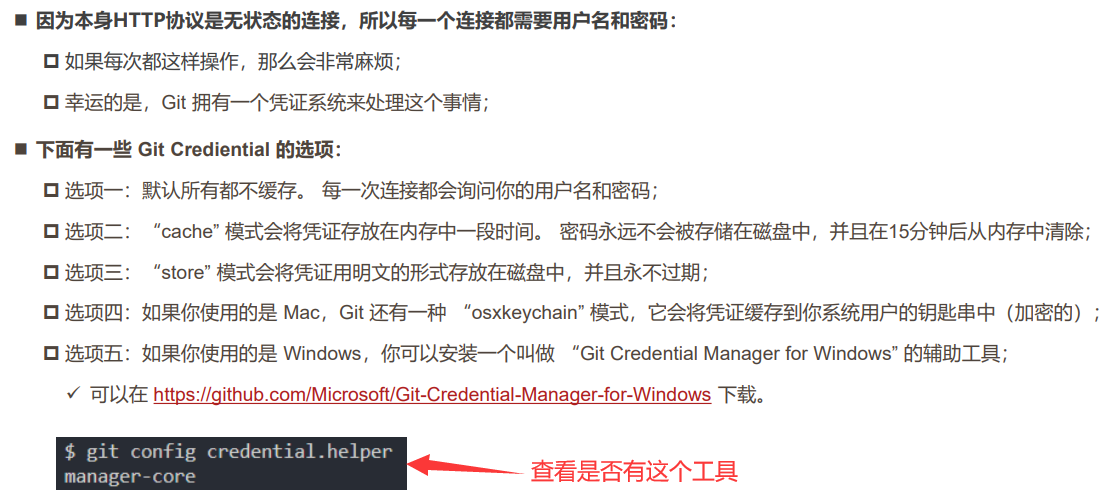 因为本身HTTP协议是无状态的连接，所以每一个连接都需要用户名和密码：
如果每次都这样操作，那么会非常麻烦；
幸运的是，Git 拥有一个凭证系统来处理这个事情；
下面有一些 Git Crediential 的选项：
选项一：默认所有都不缓存。 每一次连接都会询问你的用户名和密码；
选项二： “cache” 模式会将凭证存放在内存中一段时间。 密码永远不会被存储在磁盘中，并且在15分钟后从内存中清除；
选项三： “store” 模式会将凭证用明文的形式存放在磁盘中，并且永不过期；
选项四：如果你使用的是 Mac，Git 还有一种 “osxkeychain” 模式，它会将凭证缓存到你系统用户的钥匙串中（加密的）；
选项五：如果你使用的是 Windows，你可以安装一个叫做 “Git Credential Manager for Windows” 的辅助工具；
✓ 可以在 https://github.com/Microsoft/Git-Credential-Manager-for-Windows 下载。
$ git config credential.helper
manager-core
查看是否有这个工具